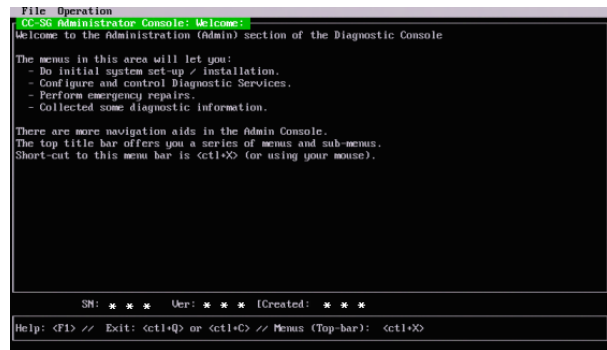 File Operation
CC-SG Administrator Console: Welcome:
Welcome to the Administration (Admin) section of the Diagnostic Console
The menus in this area will let you:
- Do initial system set-up / installation.
- Configure and control Diagnostic Services.
- Perform emergency repairs.
- Collected some diagnostic information.
There are more navigation aids in the Admin Console.
The top title bar offers you a series of menus and sub-menus.
Short-cut to this menu bar is <ctl+X> (or using your mouse).
SN: * * * Ver: * * * [Created: * * *
Help: <F1> // Exit: <ctl+Q> or <ctl+C> // Menus (Top-bar): <ctl+X>